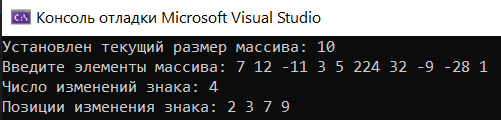 Консоль отладки Microsoft Visual Studio
Установлен текущий размер массива: 10
Введите элементы массива: 7 12 -11 3 5 224 32 -9 -28 1
Число изменений знака: 4
Позиции изменения знака: 2 3 7 9